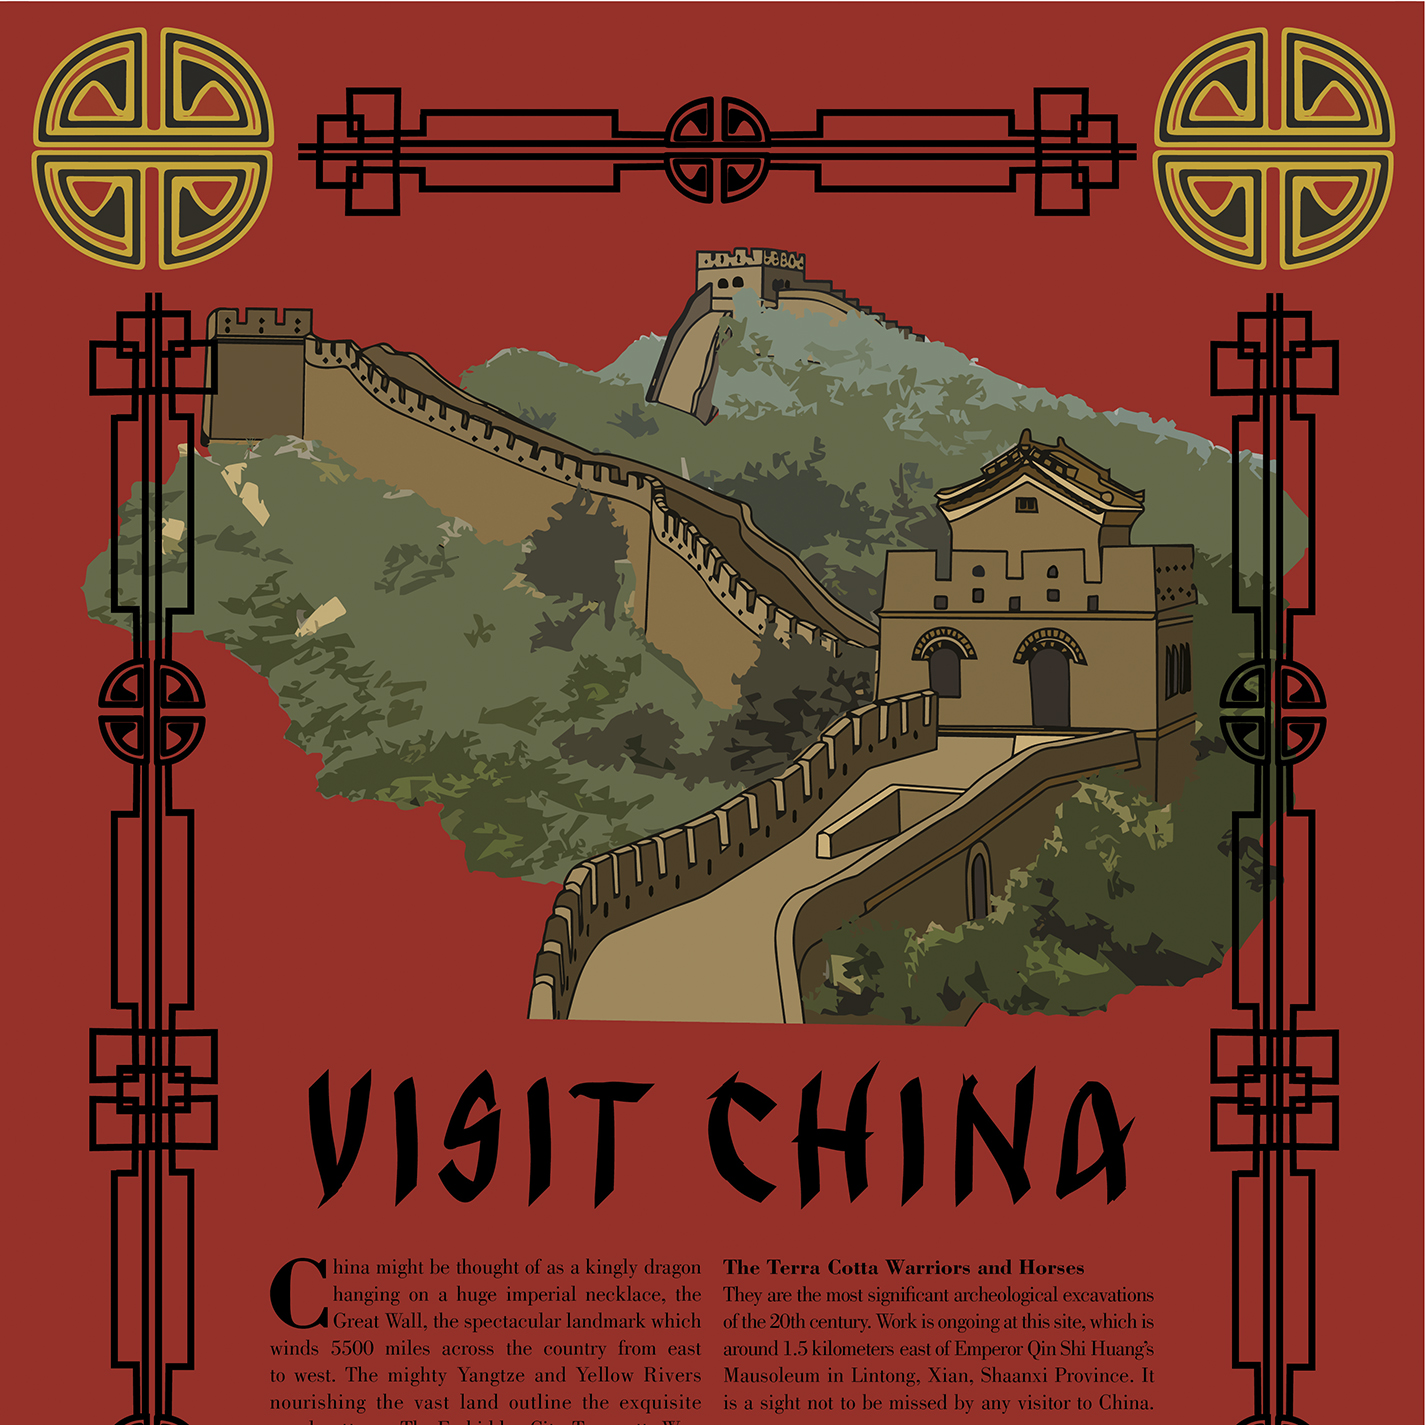 VISIT CHINA
China might be thought of as a kingly dragon
hanging on a huge imperial necklace, the
Great Wall, the spectacular landmark which
winds 5500 miles across the country from east
to west. The mighty Yangtze and Yellow Rivers
nourishing the vast land outline the exquisite
The Terra Cotta Warriors and Horses
They are the most significant archeological excavations
of the 20th century. Work is ongoing at this site, which is
around 1.5 kilometers east of Emperor Qin Shi Huang's
Mausoleum in Lintong, Xian, Shaanxi Province. It
is a sight not to be missed by any visitor to China.